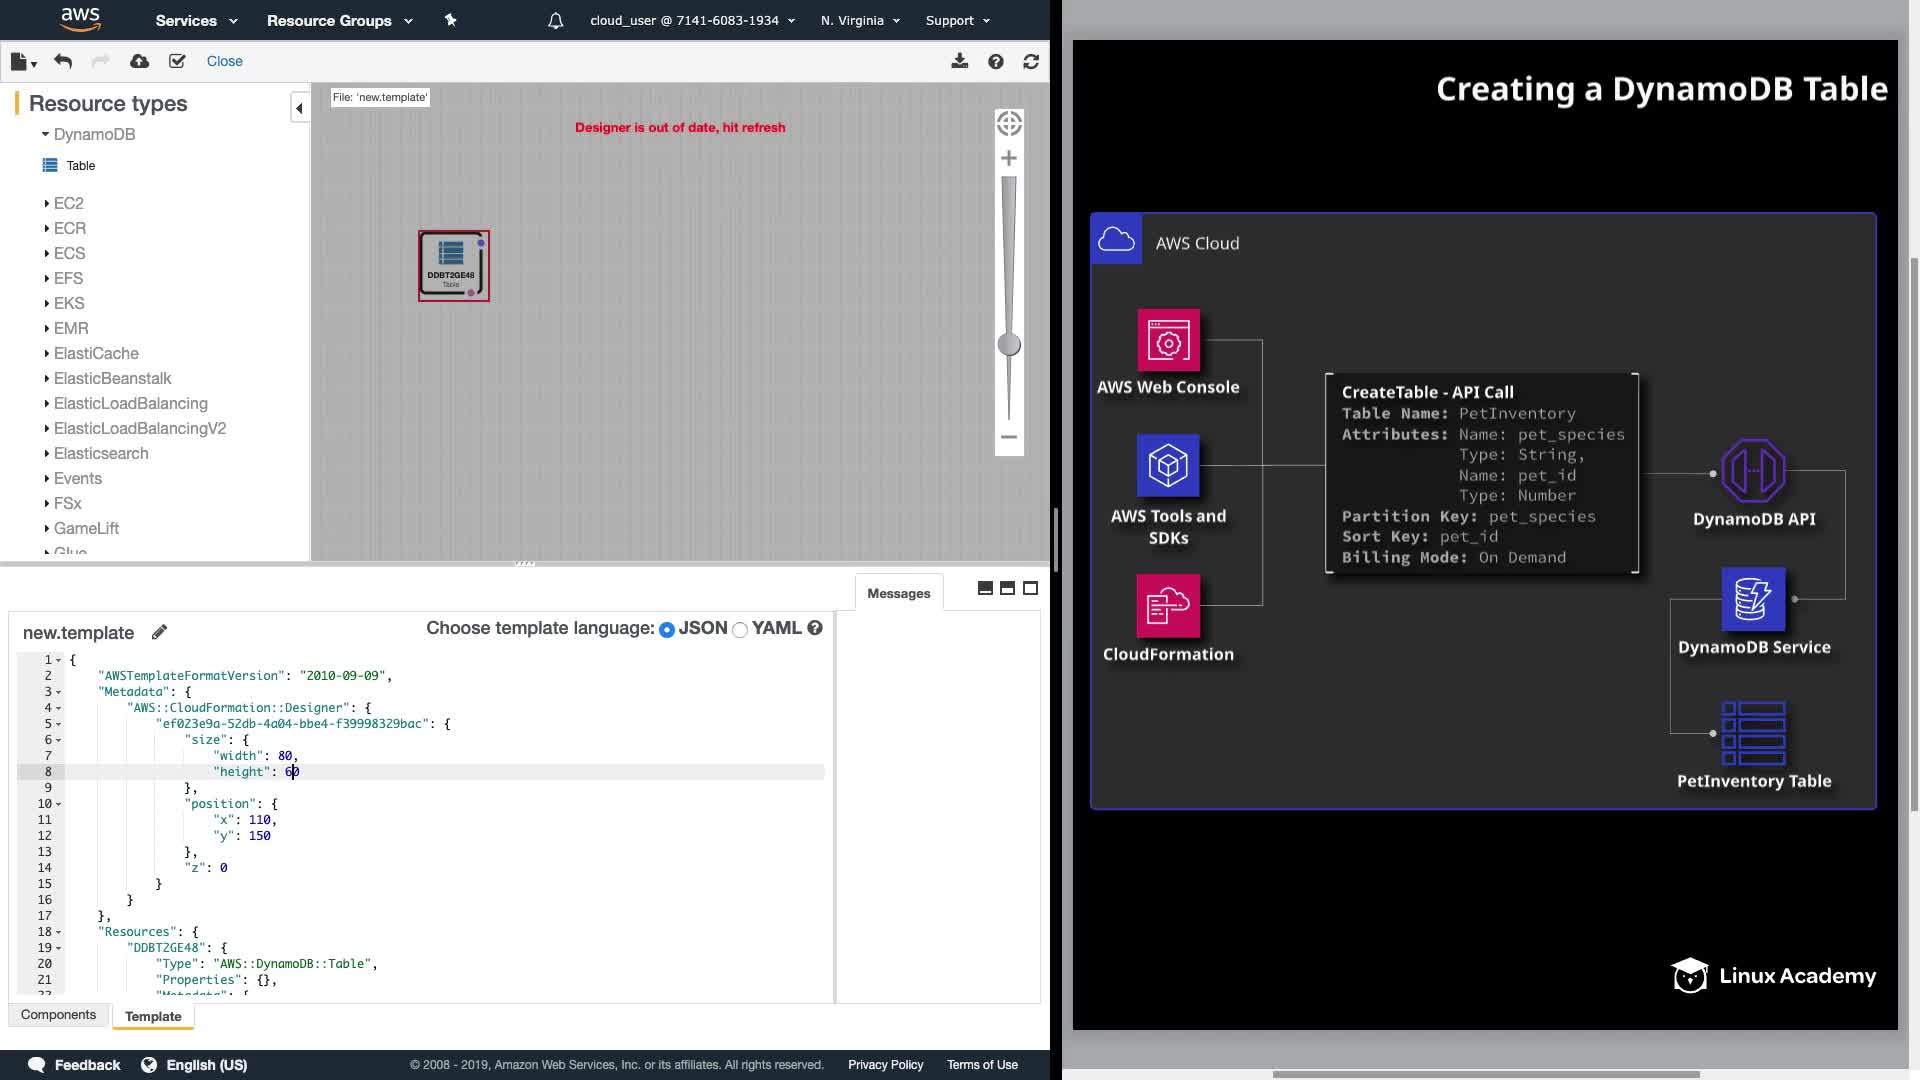 aws
Services
Resource Groups
cloud_user @ 7141-6083-1934
N. Virginia
Support
Close
Resource types
DynamoDB
Table
EC2
ECR
ECS
EFS
EKS
EMR
ElastiCache
ElasticBeanstalk
ElasticLoadBalancing
ElasticLoadBalancingV2
Elasticsearch
Events
FSx
GameLift
Glue
File: 'new.template'
Designer is out of date, hit refresh
DDBT2GE48
Table
Messages
new.template
Choose template language: JSON YAML
1 {
2 "AWSTemplateFormatVersion": "2010-09-09",
3 "Metadata": {
4 "AWS::CloudFormation::Designer": {
5 "ef023e9a-52db-4a04-bbe4-f39998329bac": {
6 "size": {
7 "width": 80,
8 "height": 60
9 },
10 "position": {
11 "x": 110,
12 "y": 150
13 },
14 "z": 0
15 }
16 }
17 },
18 "Resources": {
19 "DDBT2GE48": {
20 "Type": "AWS::DynamoDB::Table",
21 "Properties": {},
22 "Metadata": {
Components
Template
Feedback
English (US)
© 2008 - 2019, Amazon Web Services, Inc. or its affiliates. All rights reserved.
Privacy Policy
Terms of Use
Creating a DynamoDB Table
AWS Cloud
AWS Web Console
AWS Tools and
SDKs
CloudFormation
CreateTable - API Call
Table Name: PetInventory
Attributes: Name: pet_species
Type: String,
Name: pet_id
Type: Number
Partition Key: pet_species
Sort Key: pet_id
Billing Mode: On Demand
DynamoDB API
DynamoDB Service
PetInventory Table
Linux Academy